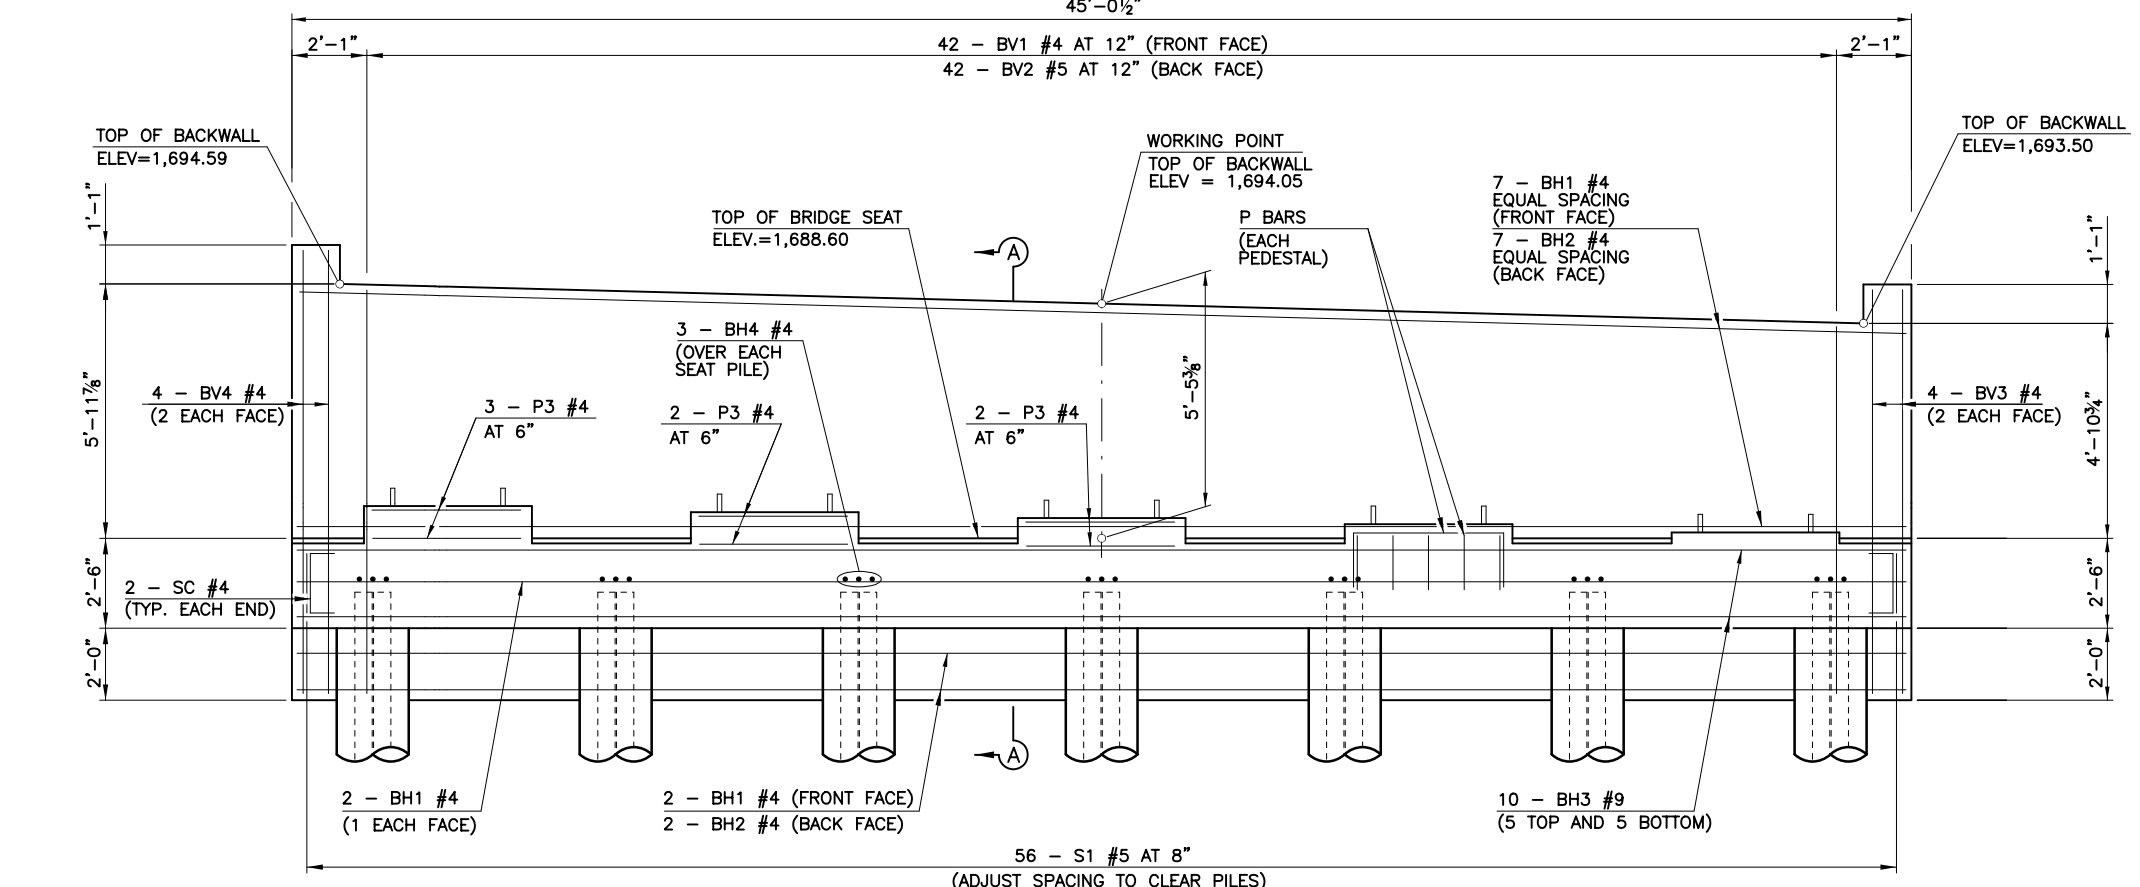 45'-0½"
2'-1"
42 – BV1 #4 AT 12" (FRONT FACE)
2'-1"
42 – BV2 #5 AT 12" (BACK FACE)
TOP OF BACKWALL
ELEV=1,694.59
WORKING POINT
TOP OF BACKWALL
ELEV = 1,694.05
TOP OF BACKWALL
ELEV=1,693.50
1'-1"
TOP OF BRIDGE SEAT
ELEV.=1,688.60
A
P BARS
(EACH
PEDESTAL)
7 – BH1 #4
EQUAL SPACING
(FRONT FACE)
7 – BH2 #4
EQUAL SPACING
(BACK FACE)
1'-1"
3 – BH4 #4
(OVER EACH
SEAT PILE)
5'-11⅞"
4 – BV4 #4
(2 EACH FACE)
3 – P3 #4
AT 6"
2 – P3 #4
AT 6"
2 – P3 #4
AT 6"
5'-5⅜"
4 – BV3 #4
(2 EACH FACE)
4'-10¾"
2'-6"
2 – SC #4
(TYP. EACH END)
2'-6"
2'-0"
2'-0"
A
2 – BH1 #4
(1 EACH FACE)
2 – BH1 #4 (FRONT FACE)
2 – BH2 #4 (BACK FACE)
10 – BH3 #9
(5 TOP AND 5 BOTTOM)
56 – S1 #5 AT 8"
(ADJUST SPACING TO CLEAR PILES)